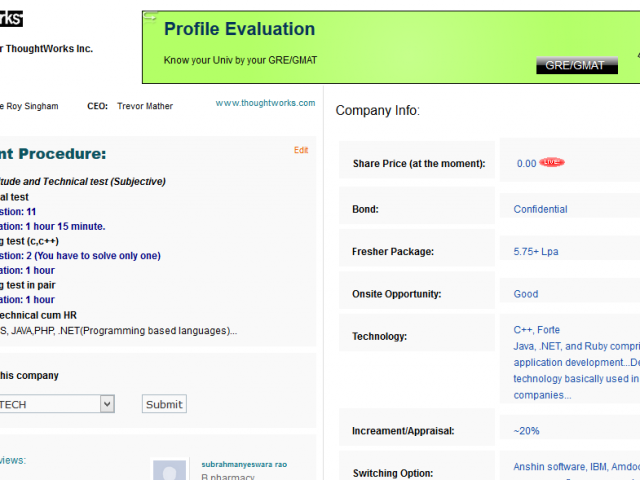 rks
r ThoughtWorks Inc.
Profile Evaluation
Know your Univ by your GRE/GMAT
GRE/GMAT
e Roy Singham
CEO: Trevor Mather
www.thoughtworks.com
nt Procedure:
Edit
tude and Technical test (Subjective)
al test
stion: 11
ation: 1 hour 15 minute.
g test (c,c++)
stion: 2 (You have to solve only one)
ation: 1 hour
g test in pair
ation: 1 hour
echnical cum HR
S, JAVA,PHP, .NET(Programming based languages)...
his company
TECH
Submit
views:
subrahmanyeswara rao
B pharmacy
Company Info:
Share Price (at the moment): 0.00 LIVE!
Bond: Confidential
Fresher Package: 5.75+ Lpa
Onsite Opportunity: Good
Technology: C++, Forte
Java, .NET, and Ruby compri
application development...De
technology basically used in
companies...
Increament/Appraisal: ~20%
Switching Option: Anshin software, IBM, Amdoc